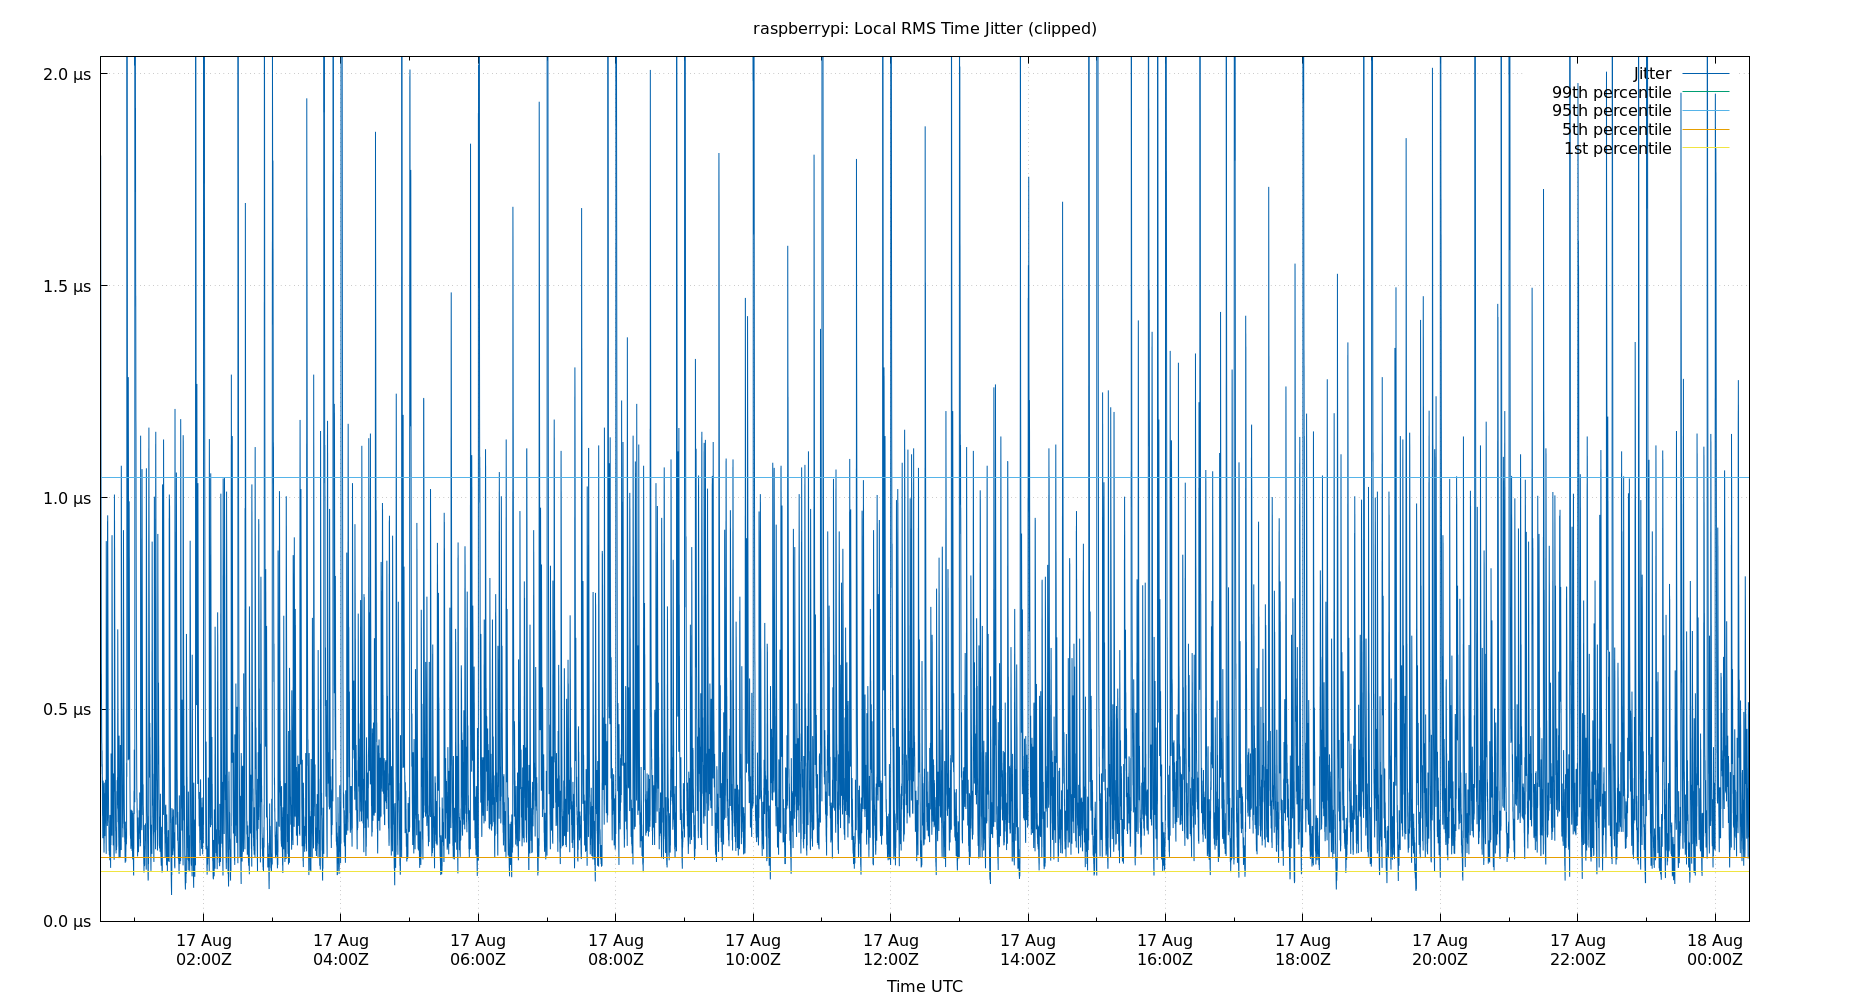 raspberrypi: Local RMS Time Jitter (clipped)
2.0 µs
1.5 µs
1.0 µs
0.5 µs
0.0 µs
Jitter
99th percentile
95th percentile
5th percentile
1st percentile
17 Aug 17 Aug 17 Aug 17 Aug 17 Aug 17 Aug 17 Aug 17 Aug 17 Aug 17 Aug 17 Aug 18 Aug
02:00Z 04:00Z 06:00Z 08:00Z 10:00Z 12:00Z 14:00Z 16:00Z 18:00Z 20:00Z 22:00Z 00:00Z
Time UTC